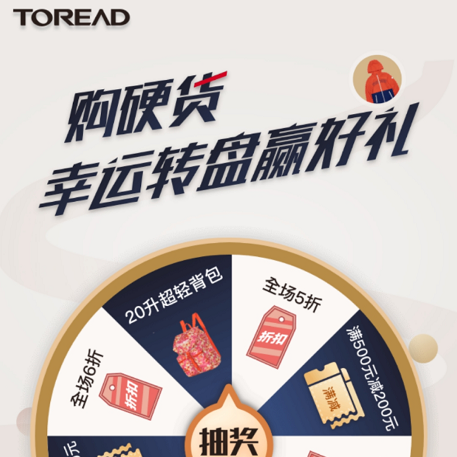 TOREAD
购硬货
幸运转盘赢好礼
20升超轻背包
全场5折
折扣
满500元减200元
满减
全场6折
折扣
抽奖
元